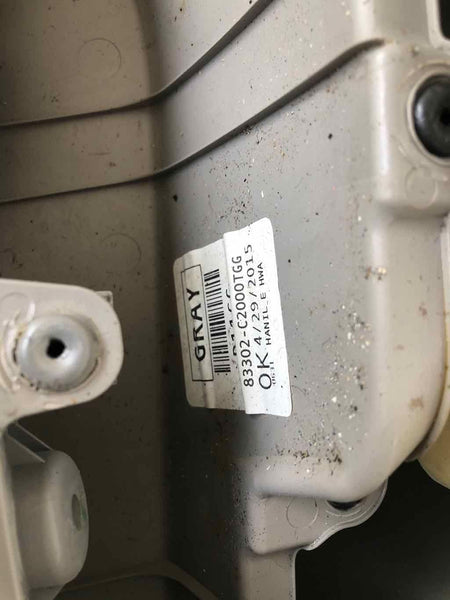 GRAY
83302-C2000TGG
OK 4/29/2015
HANIL E HWA